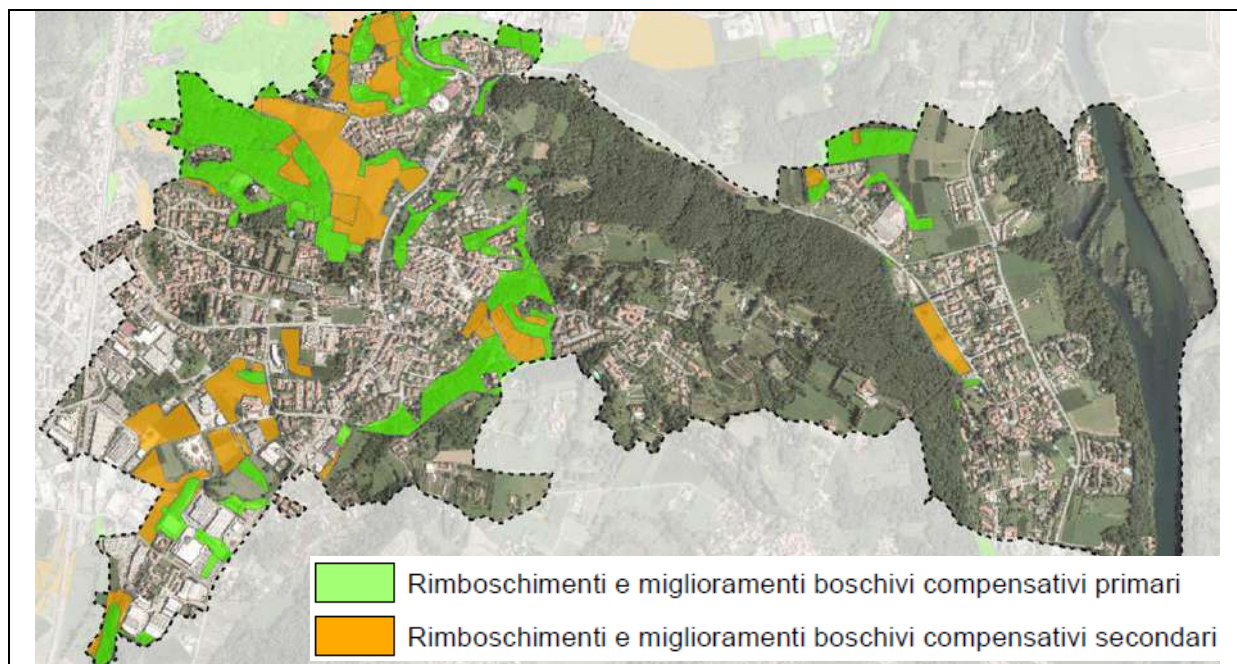 Rimboschimenti e miglioramenti boschivi compensativi primari
Rimboschimenti e miglioramenti boschivi compensativi secondari